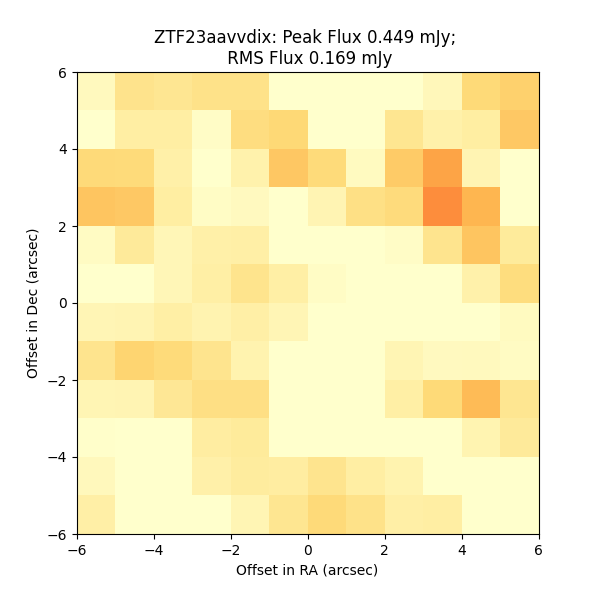 ZTF23aavvdix: Peak Flux 0.449 mJy;
RMS Flux 0.169 mJy
6
4
2
0
−2
−4
−6
Offset in Dec (arcsec)
−6 −4 −2 0 2 4 6
Offset in RA (arcsec)